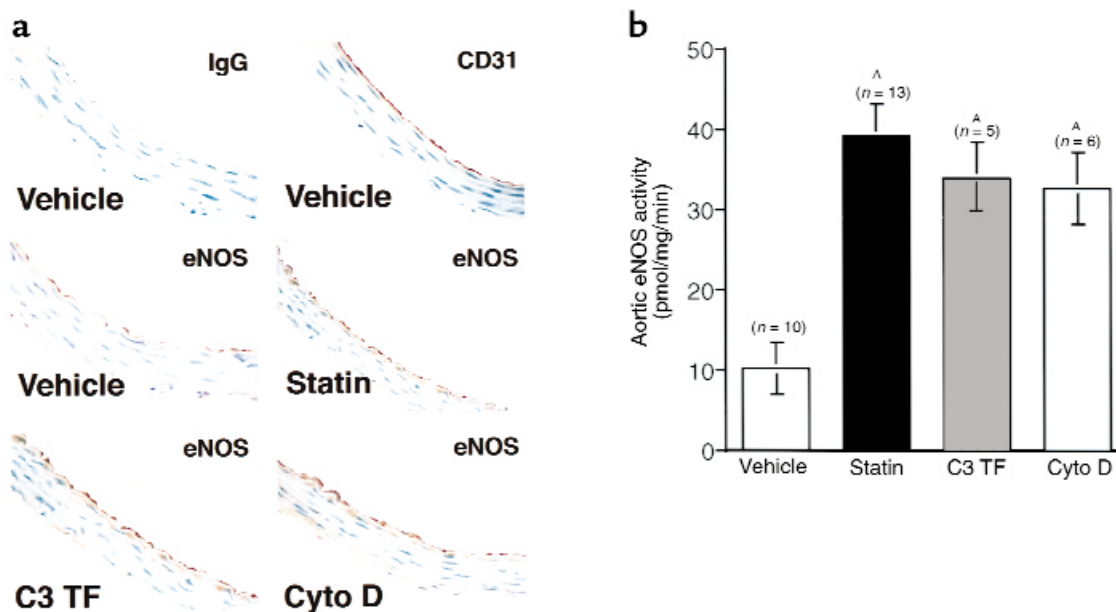 a
IgG
Vehicle
CD31
Vehicle
eNOS
Vehicle
eNOS
Statin
eNOS
C3 TF
eNOS
Cyto D
b
Aortic eNOS activity
(pmol/mg/min)
50
40
30
20
10
0
(n = 10)
A
(n = 13)
A
(n = 5)
A
(n = 6)
Vehicle
Statin
C3 TF
Cyto D